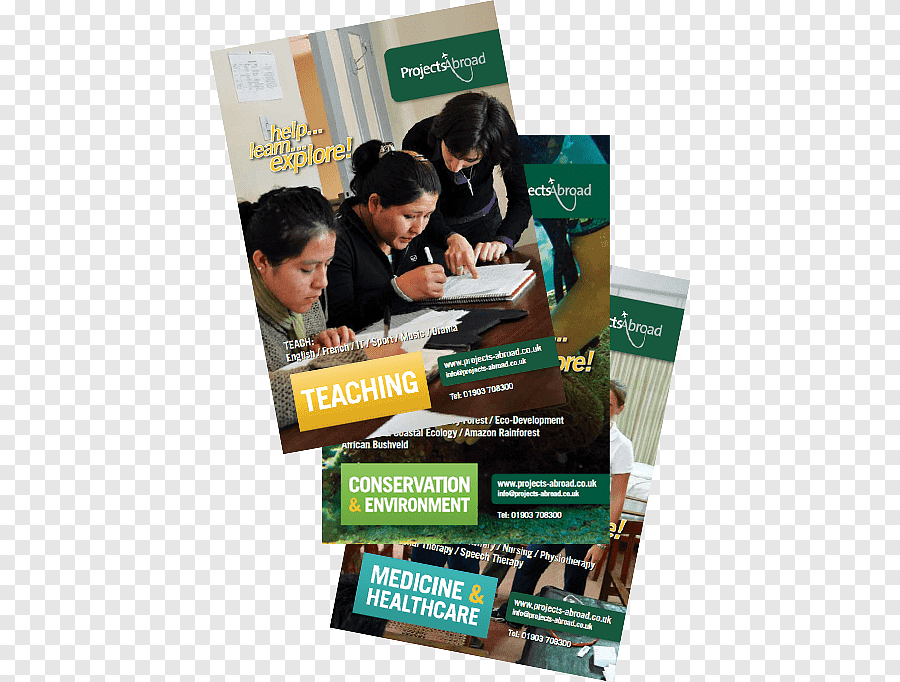 ProjectsAbroad
help...
learn...
explore!
TEACH:
English / French / IT / Sport / Music / Drama
www.projects-abroad.co.uk
info@projects-abroad.co.uk
TEACHING
Tel: 01903 708300
ectsAbroad
ore!
Forest / Eco-Development
Coastal Ecology / Amazon Rainforest
African Bushveld
CONSERVATION
& ENVIRONMENT
www.projects-abroad.co.uk
info@projects-abroad.co.uk
Tel: 01903 708300
ctsAbroad
e!
/ Nursing / Physiotherapy
Therapy / Speech Therapy
MEDICINE &
HEALTHCARE
www.projects-abroad.co.uk
info@projects-abroad.co.uk
Tel: 01903 708300